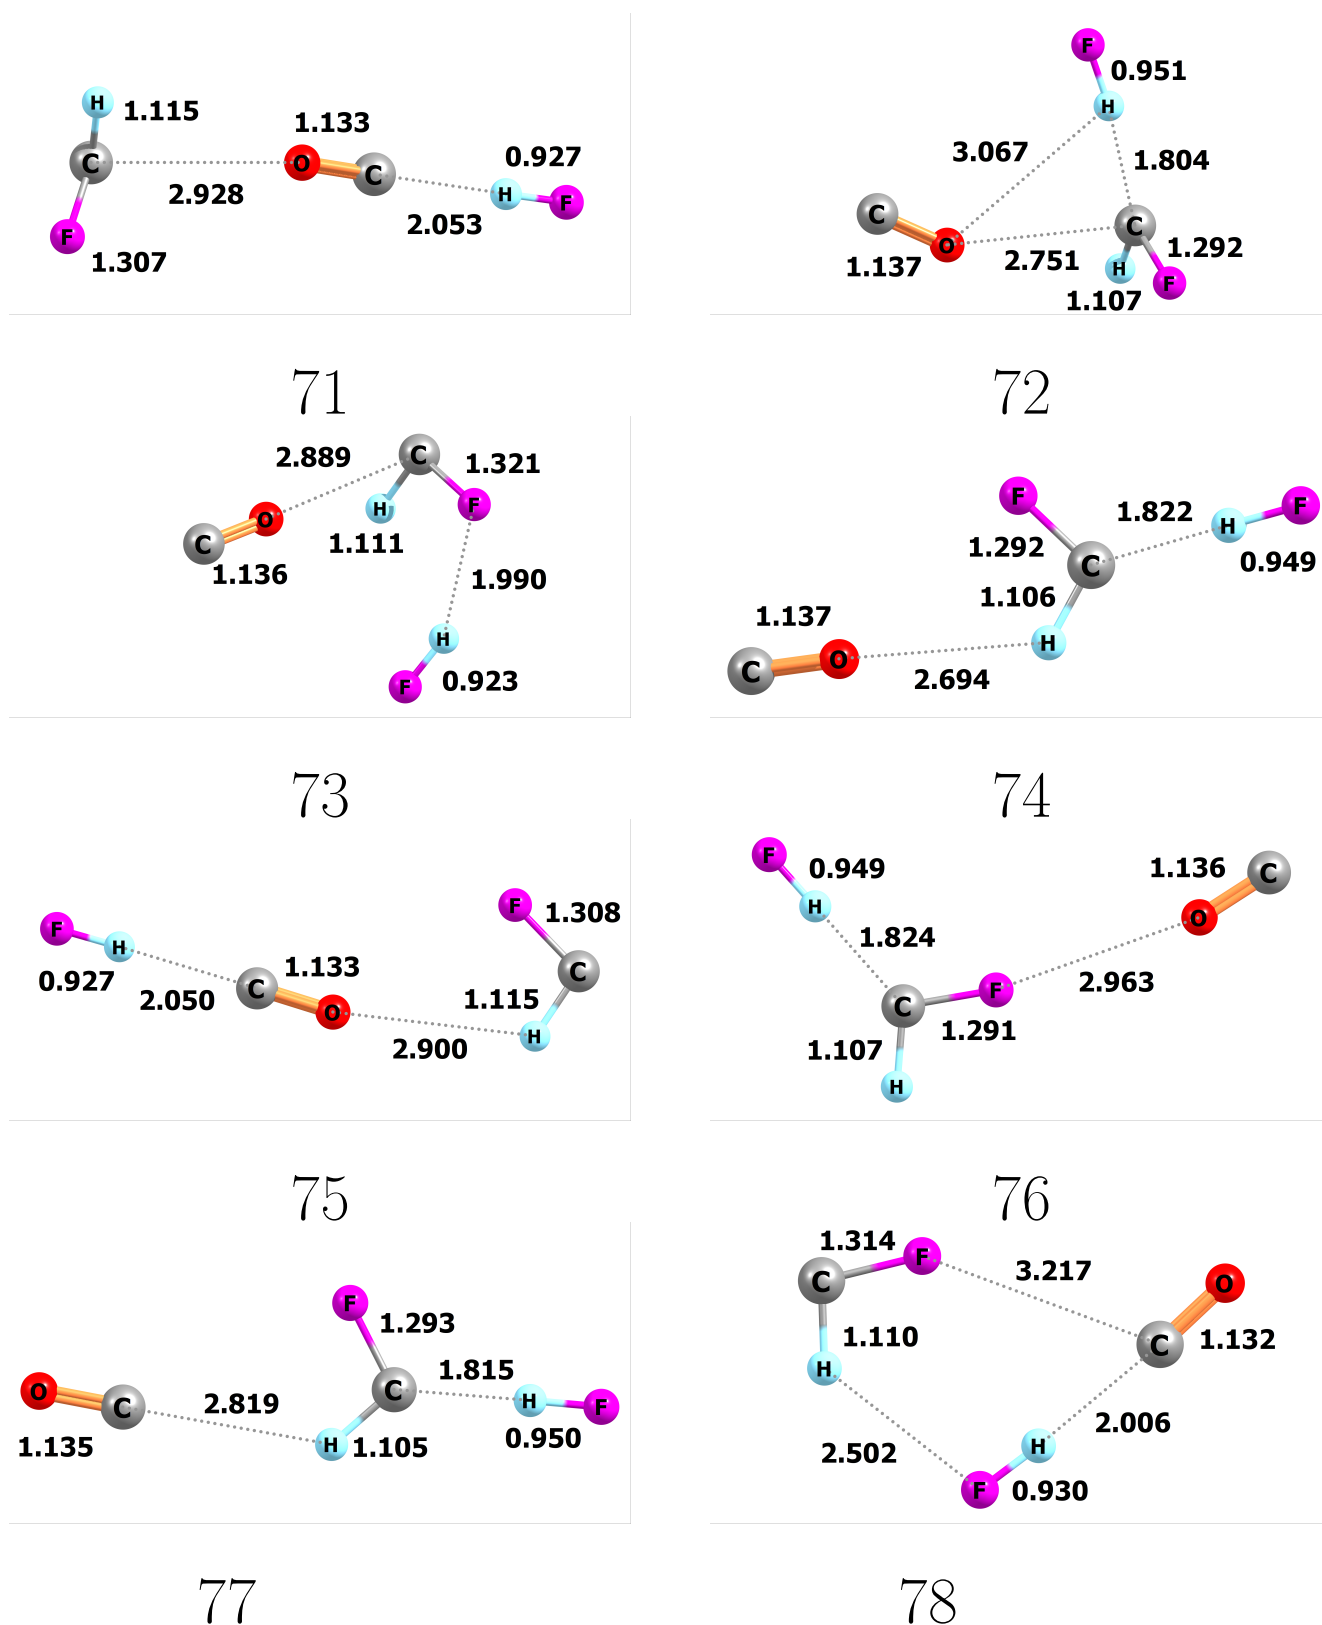 H 1.115
C
F
1.307
2.928
1.133
O C
2.053
0.927
H F
71
F
0.951
H
3.067
1.804
C
O
1.137
2.751
C
1.292
H
F
1.107
72
2.889
C
1.321
F
H
1.111
O
C
1.136
1.990
H
F
0.923
73
F
1.822
H F
0.949
1.292
C
1.106
H
1.137
C O
2.694
74
F
H
0.927
2.050
C
1.133
O
2.900
F
1.308
C
1.115
H
75
F
0.949
H
1.824
C
F
1.291
1.107
H
2.963
1.136
C
O
76
O
C
1.135
2.819
F
1.293
C
1.815
H F
0.950
H
1.105
77
1.314
F
C
1.110
H
3.217
O
C
1.132
2.006
H
F
0.930
2.502
78